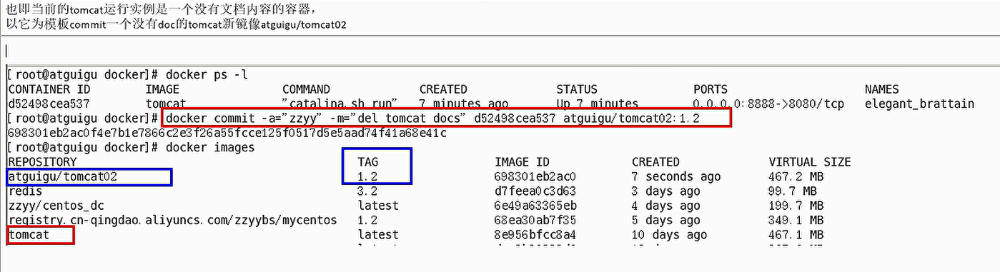 也即当前的tomcat运行实例是一个没有文档内容的容器，
以它为模板commit一个没有doc的tomcat新镜像atguigu/tomcat02
[root@atguigu docker]# docker ps -l
CONTAINER ID IMAGE COMMAND CREATED STATUS PORTS NAMES
d52498cea537 tomcat "catalina.sh run" 7 minutes ago Up 7 minutes 0.0.0.0:8888->8080/tcp elegant_brattain
[root@atguigu docker]# docker commit -a="zzyy" -m="del tomcat docs" d52498cea537 atguigu/tomcat02:1.2
698301eb2ac0f4e7b1e7866c2e3f26a55fcce125f0517d5e5aad74f41a68e41c
[root@atguigu docker]# docker images
REPOSITORY TAG IMAGE ID CREATED VIRTUAL SIZE
atguigu/tomcat02 1.2 698301eb2ac0 7 seconds ago 467.2 MB
redis 3.2 d7feea0c3d63 3 days ago 99.7 MB
zzyy/centos_dc latest 6e49a63365eb 4 days ago 199.7 MB
registry.cn-qingdao.aliyuncs.com/zzyybs/mycentos 1.2 68ea30ab7f35 5 days ago 349.1 MB
tomcat latest 8e956bfcc8a4 10 days ago 467.1 MB